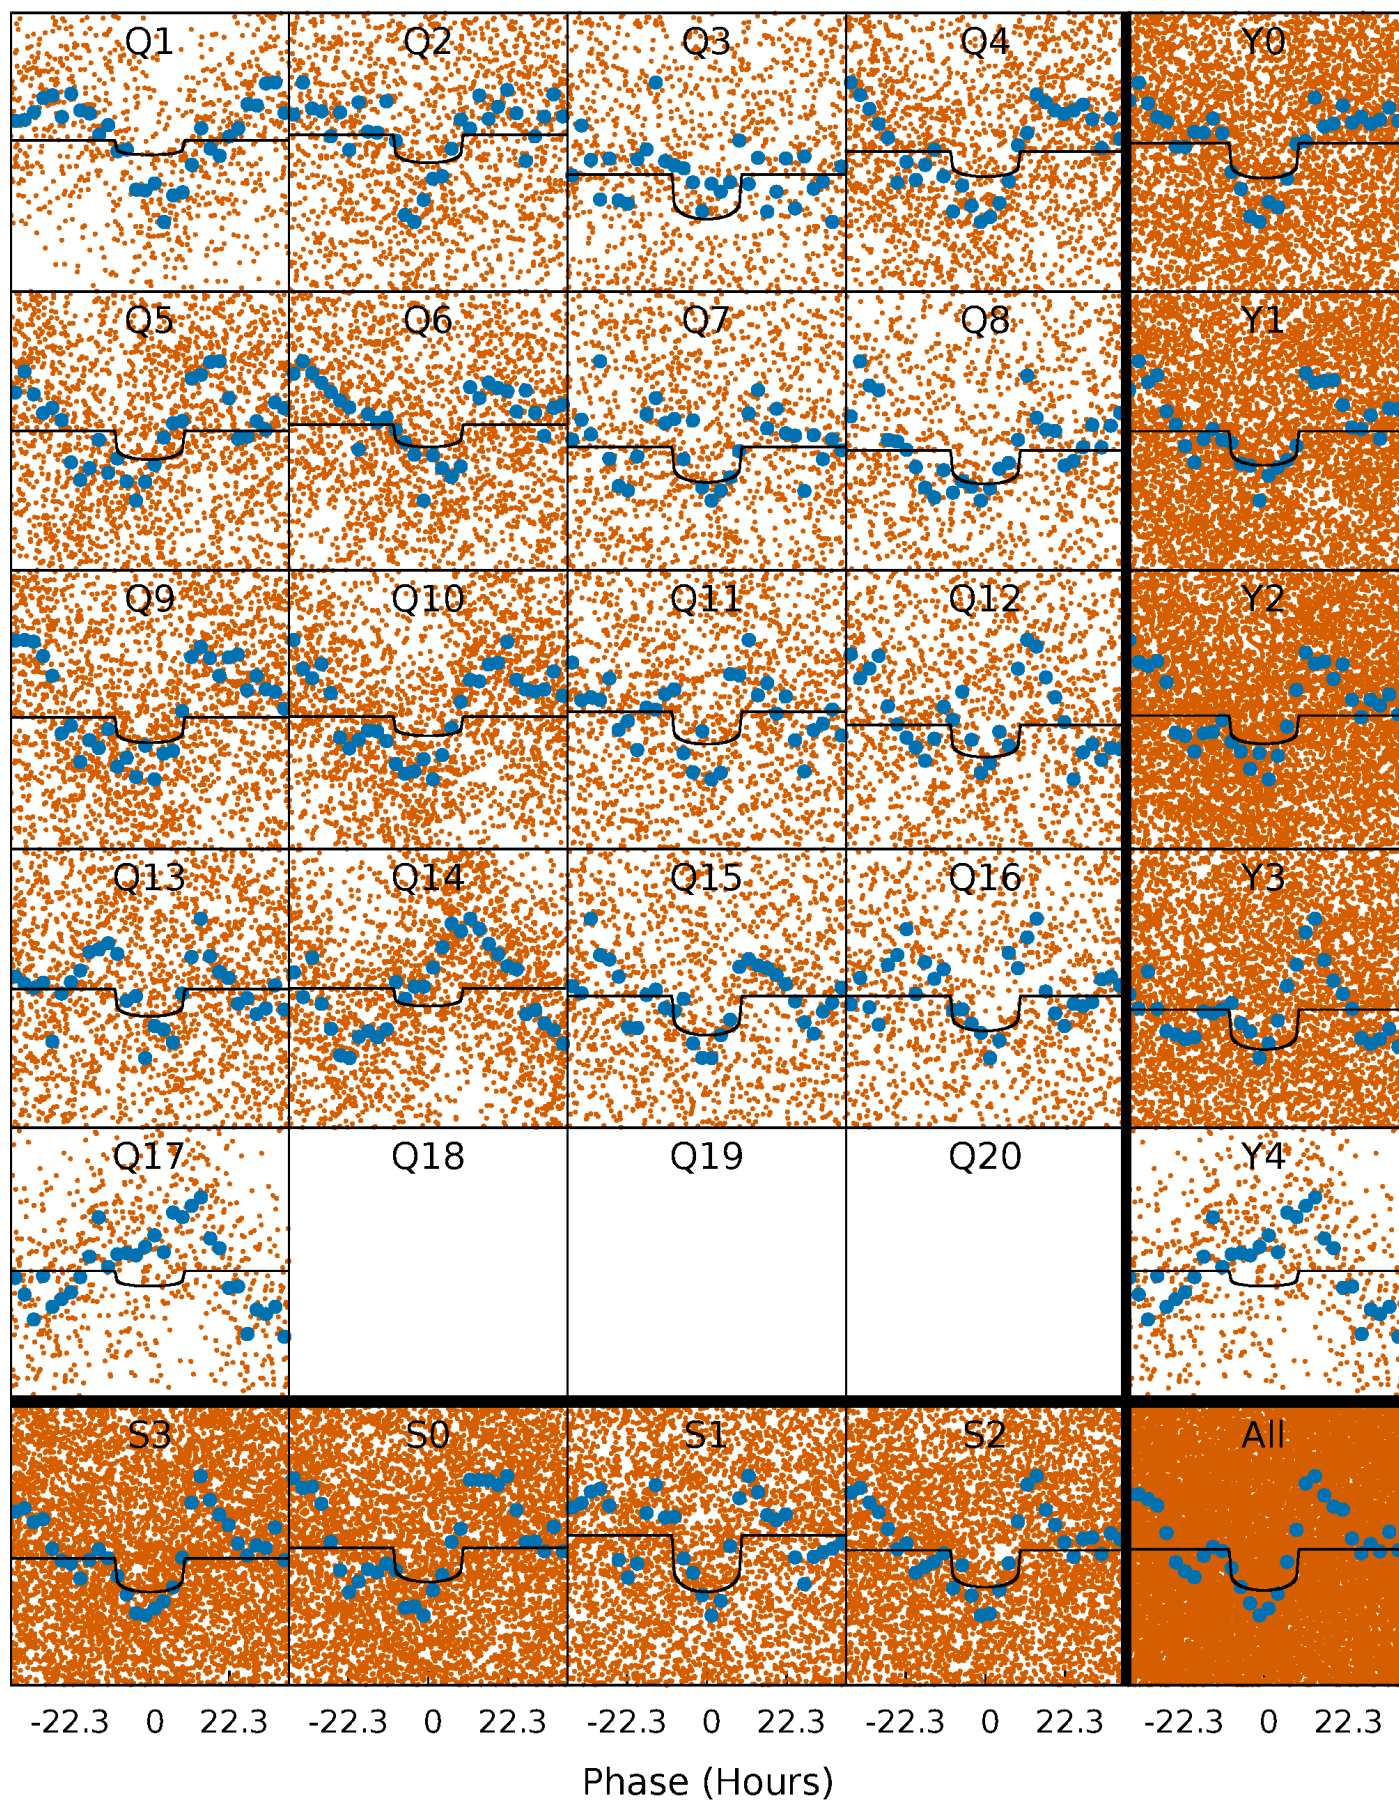 Q1 Q2 Q3 Q4 Y0
Q5 Q6 Q7 Q8 Y1
Q9 Q10 Q11 Q12 Y2
Q13 Q14 Q15 Q16 Y3
Q17 Q18 Q19 Q20 Y4
S3 S0 S1 S2 All
-22.3 0 22.3 -22.3 0 22.3 -22.3 0 22.3 -22.3 0 22.3 -22.3 0 22.3
Phase (Hours)